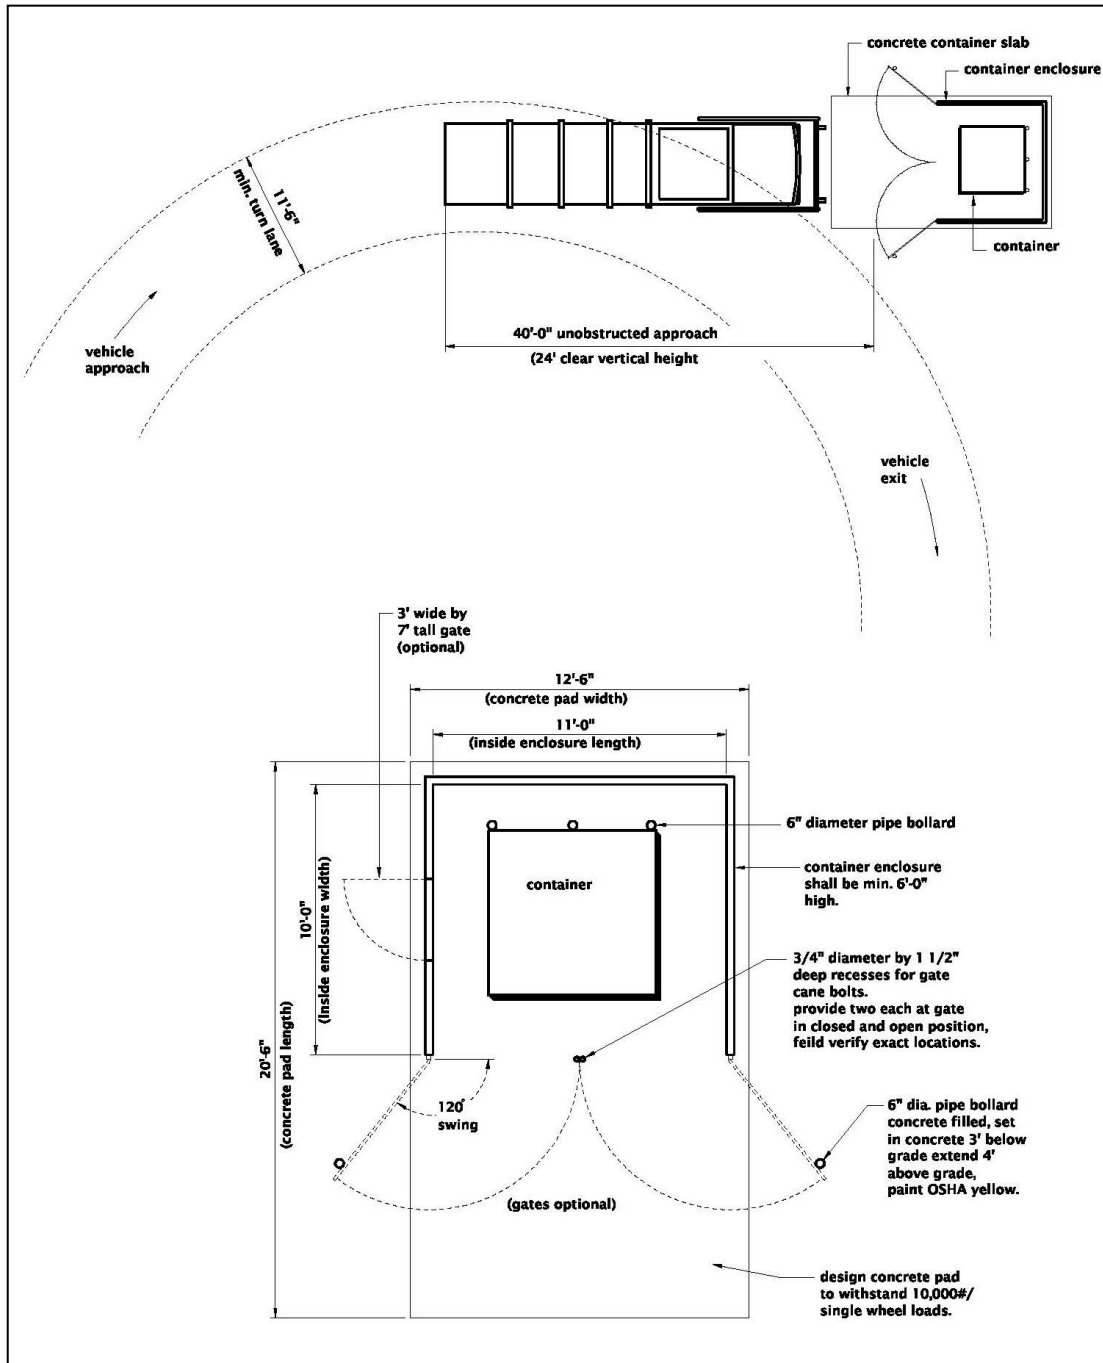 concrete container slab
container enclosure
11'-6"
min. turn lane
container
40'-0" unobstructed approach
(24' clear vertical height
vehicle
approach
vehicle
exit
3' wide by
7' tall gate
(optional)
12'-6"
(concrete pad width)
11'-0"
(inside enclosure length)
6" diameter pipe bollard
container
container enclosure
shall be min. 6'-0"
high.
10'-0"
(Inside enclosure width)
20'-6"
(concrete pad length)
3/4" diameter by 1 1/2"
deep recesses for gate
cane bolts.
provide two each at gate
in closed and open position,
feild verify exact locations.
120°
swing
6" dia. pipe bollard
concrete filled, set
in concrete 3' below
grade extend 4'
above grade,
paint OSHA yellow.
(gates optional)
design concrete pad
to withstand 10,000#/
single wheel loads.